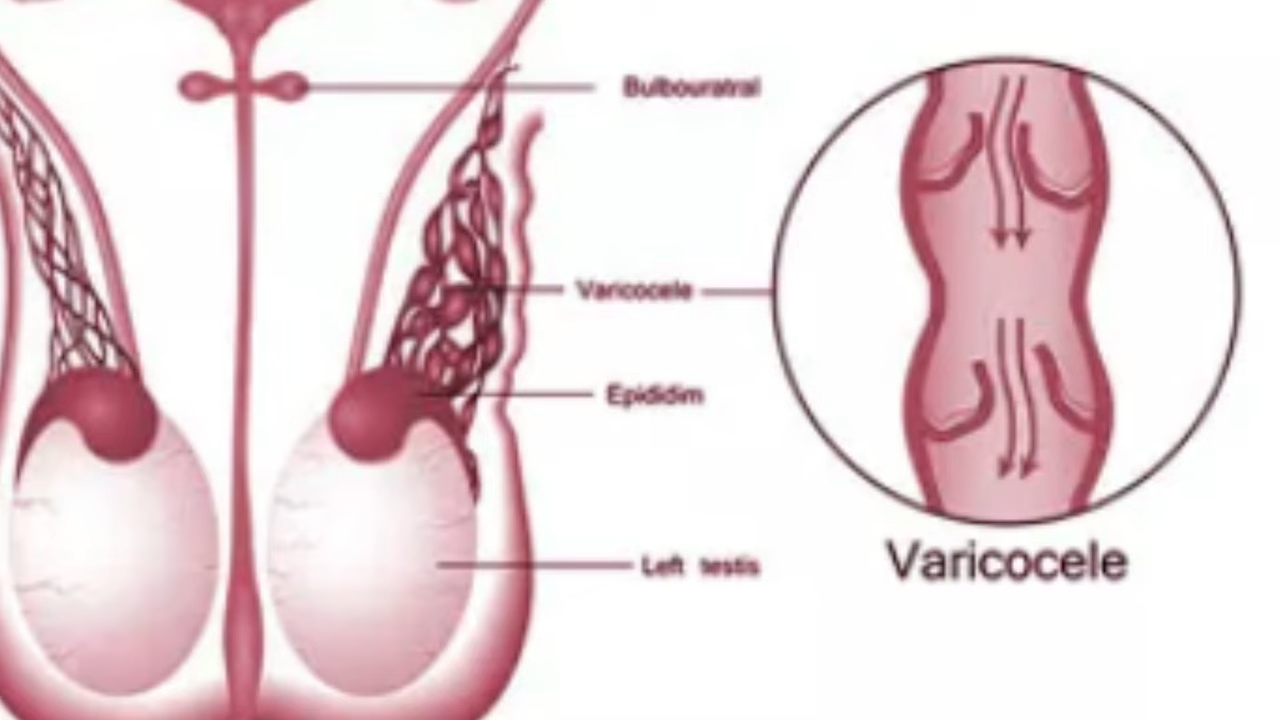 Bulbouratral
Varicocele
Epididim
Left testis
Varicocele